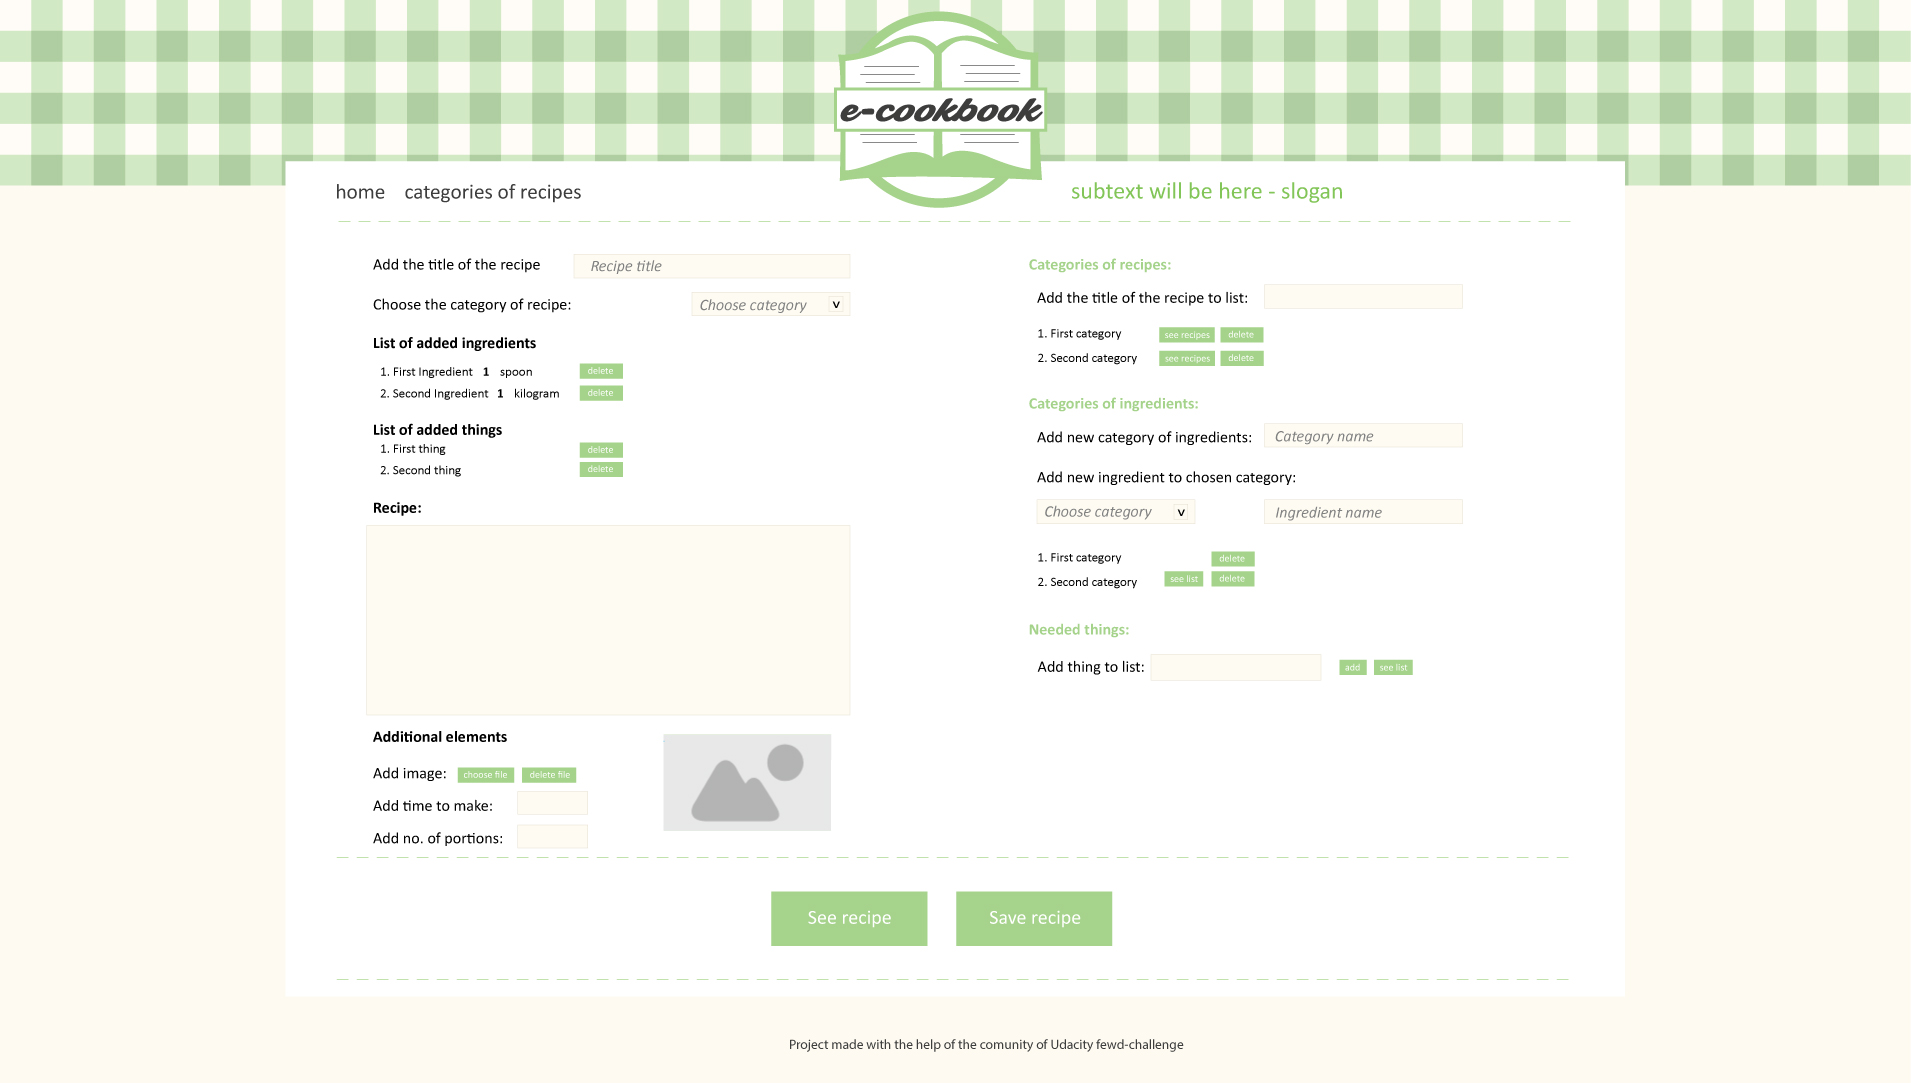 e-cookbook
home categories of recipes
subtext will be here - slogan
Add the title of the recipe Recipe title
Choose the category of recipe: Choose category v
List of added ingredients
1. First Ingredient 1 spoon delete
2. Second Ingredient 1 kilogram delete
List of added things
1. First thing delete
2. Second thing delete
Recipe:
Additional elements
Add image: choose file delete file
Add time to make:
Add no. of portions:
Categories of recipes:
Add the title of the recipe to list:
1. First category see recipes delete
2. Second category see recipes delete
Categories of ingredients:
Add new category of ingredients: Category name
Add new ingredient to chosen category:
Choose category v Ingredient name
1. First category delete
2. Second category see list delete
Needed things:
Add thing to list: add see list
See recipe Save recipe
Project made with the help of the comunity of Udacity fewd-challenge